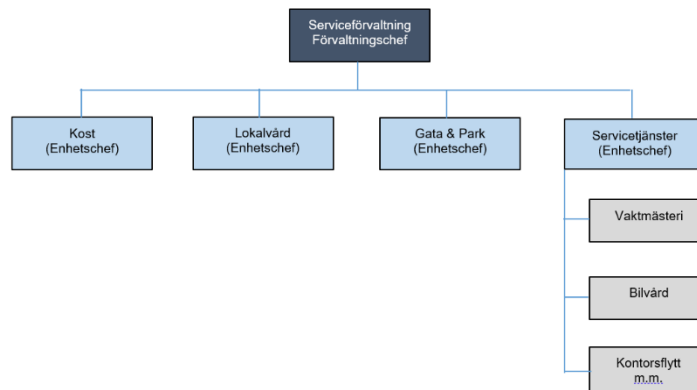 Serviceförvaltning
Förvaltningschef
Kost
(Enhetschef)
Lokalvård
(Enhetschef)
Gata & Park
(Enhetschef)
Servicetjänster
(Enhetschef)
Vaktmästeri
Bilvård
Kontorsflytt
m.m.